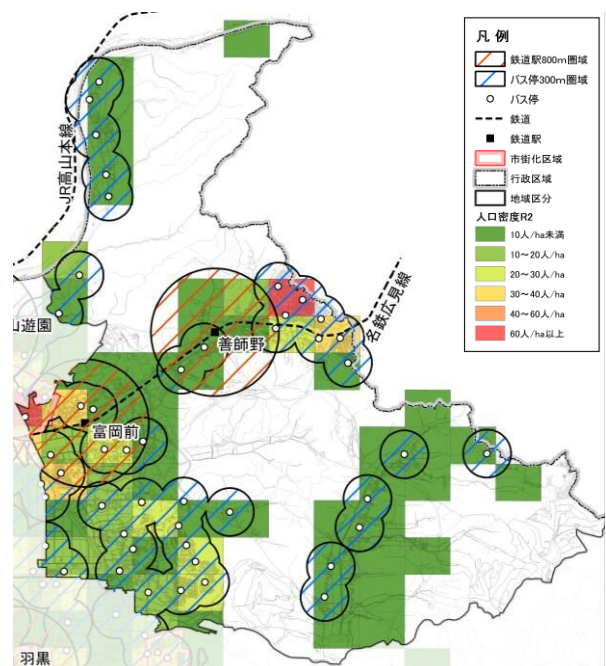 凡 例
鉄道駅800m圏域
バス停300m圏域
バス停
鉄道
鉄道駅
市街化区域
行政区域
地域区分
人口密度R2
10人/ha未満
10～20人/ha
20～30人/ha
30～40人/ha
40～60人/ha
60人/ha以上
JR高山本線
名鉄広見線
山遊園
善師野
富岡前
羽黒